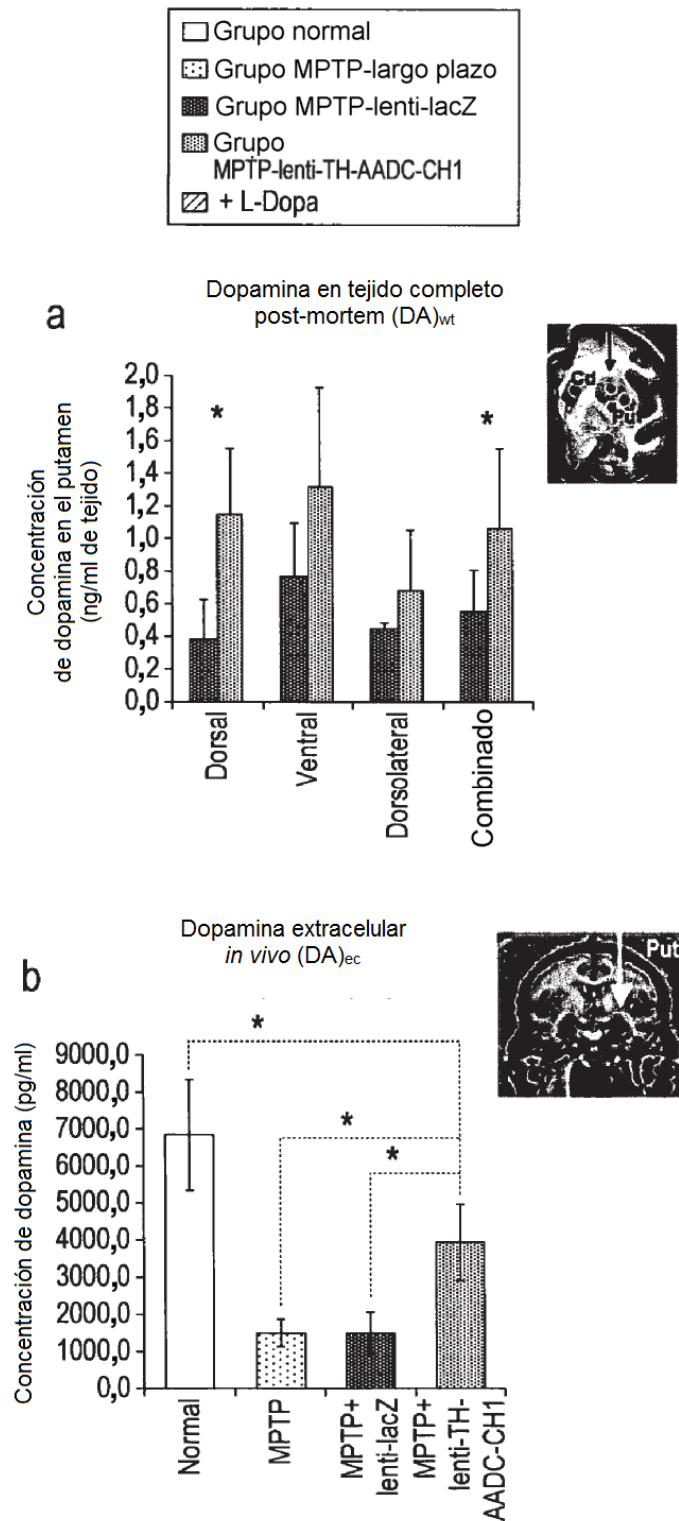 Grupo normal
Grupo MPTP-largo plazo
Grupo MPTP-lenti-lacZ
Grupo
MPTP-lenti-TH-AADC-CH1
+ L-Dopa
Dopamina en tejido completo
post-mortem (DA)wt
a
Cd
Put
Concentración
de dopamina en el putamen
(ng/ml de tejido)
2,0
1,8
1,6
1,4
1,2
1,0
0,8
0,6
0,4
0,2
0,0
*
*
Dorsal
Ventral
Dorsolateral
Combinado
Dopamina extracelular
in vivo (DA)ec
b
Put
Concentración de dopamina (pg/ml)
9000,0
8000,0
7000,0
6000,0
5000,0
4000,0
3000,0
2000,0
1000,0
0,0
*
*
*
Normal
MPTP
MPTP+
lenti-lacZ
MPTP+
lenti-TH-
AADC-CH1